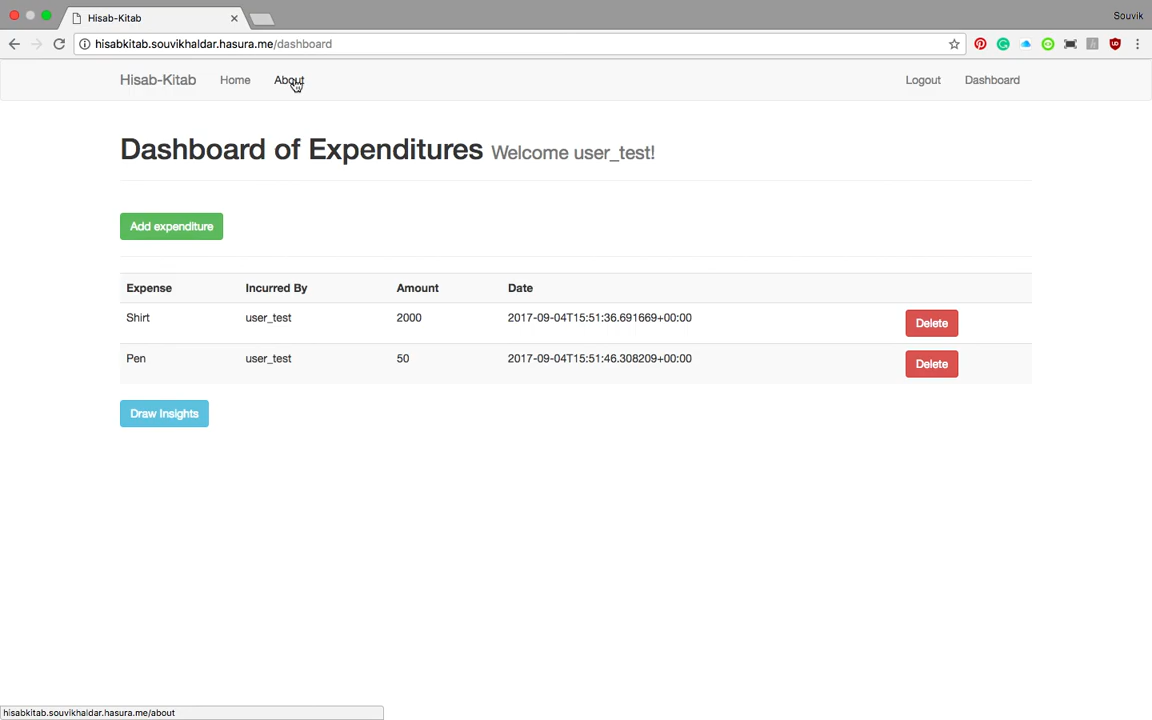 Hisab-Kitab
Souvik
hisabkitab.souvikhaldar.hasura.me/dashboard
Hisab-Kitab Home About Logout Dashboard
Dashboard of Expenditures Welcome user_test!
Add expenditure
Expense Incurred By Amount Date
Shirt user_test 2000 2017-09-04T15:51:36.691669+00:00 Delete
Pen user_test 50 2017-09-04T15:51:46.308209+00:00 Delete
Draw Insights
hisabkitab.souvikhaldar.hasura.me/about